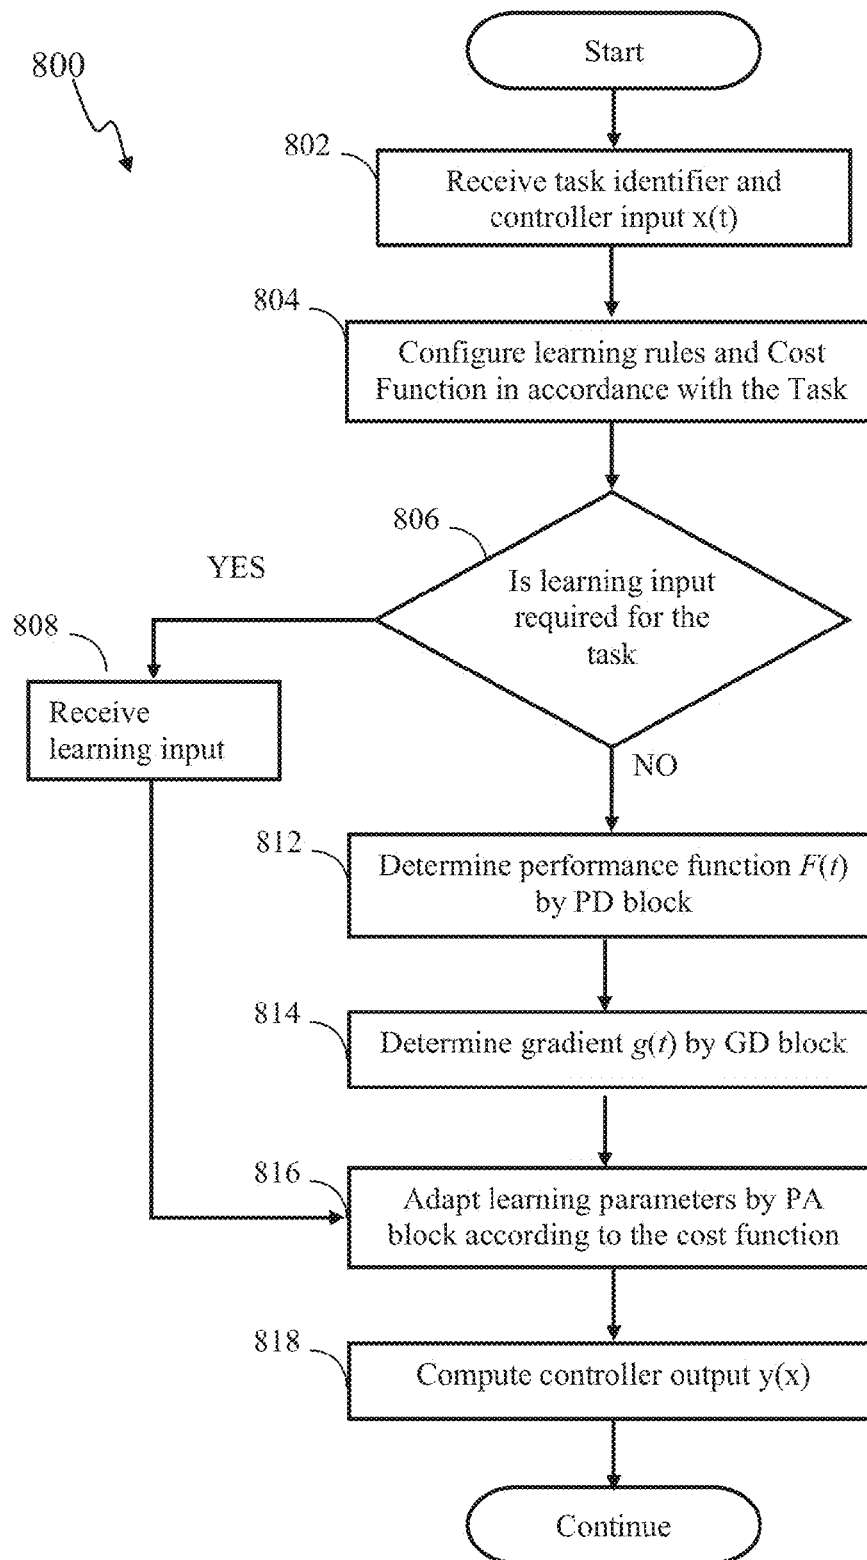 800
Start
802
Receive task identifier and
controller input x(t)
804
Configure learning rules and Cost
Function in accordance with the Task
806
YES
Is learning input
required for the
task
808
Receive
learning input
NO
812
Determine performance function F(t)
by PD block
814
Determine gradient g(t) by GD block
816
Adapt learning parameters by PA
block according to the cost function
818
Compute controller output y(x)
Continue